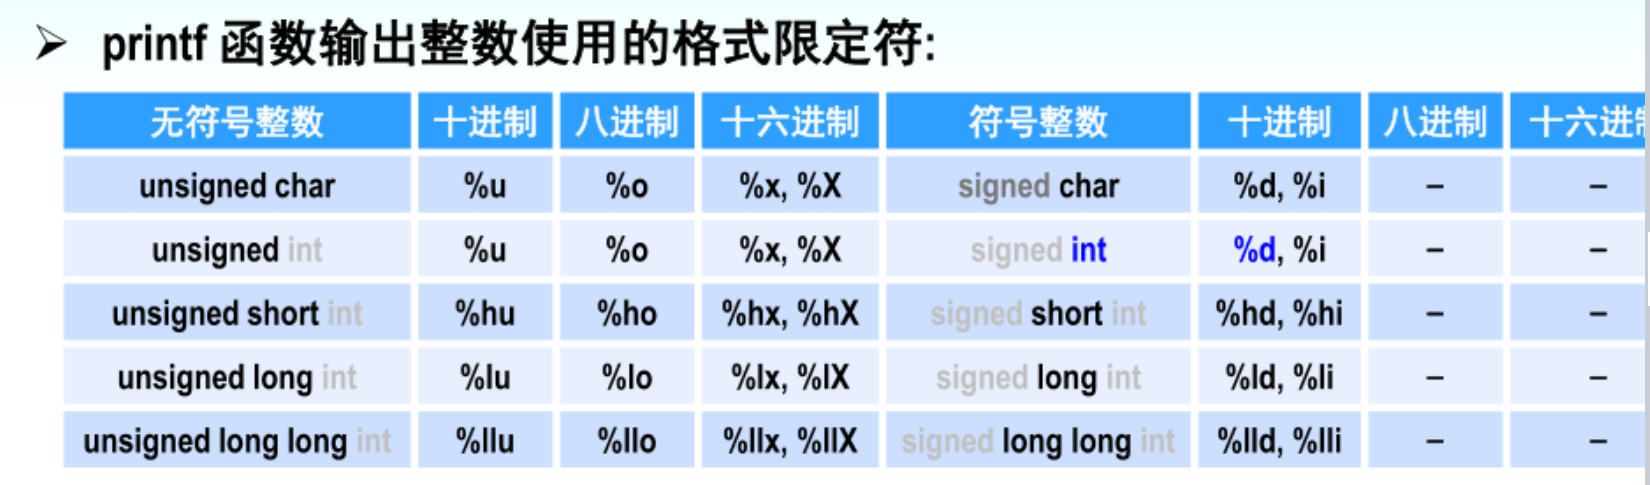 ➢ printf 函数输出整数使用的格式限定符:
无符号整数 十进制 八进制 十六进制 符号整数 十进制 八进制 十六进
unsigned char %u %o %x, %X signed char %d, %i – –
unsigned int %u %o %x, %X signed int %d, %i – –
unsigned short int %hu %ho %hx, %hX signed short int %hd, %hi – –
unsigned long int %lu %lo %lx, %lX signed long int %ld, %li – –
unsigned long long int %llu %llo %llx, %llX signed long long int %lld, %lli – –